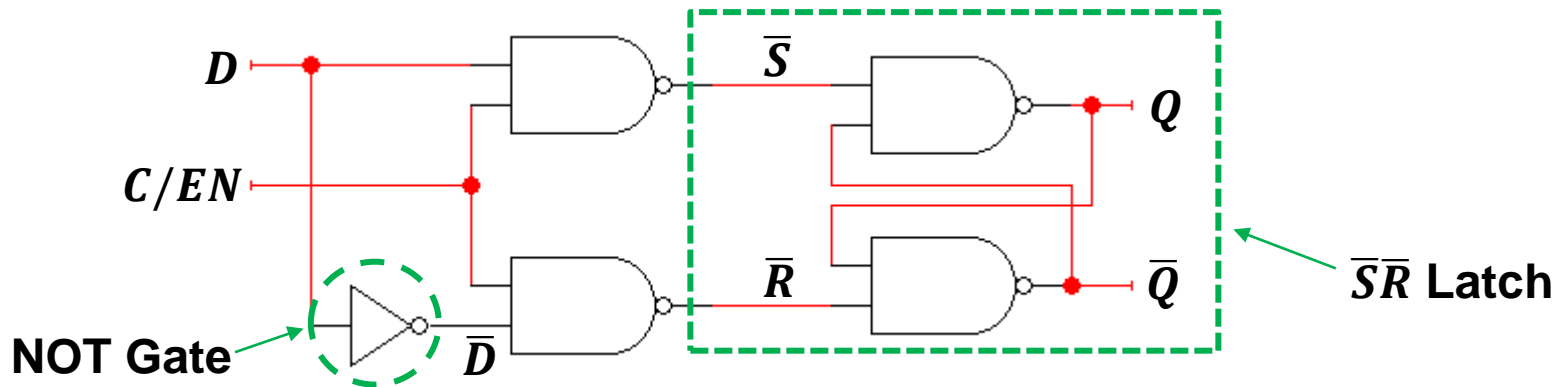 D
S̅
Q
C/EN
R̅
Q̅
S̅R̅ Latch
NOT Gate
D̅